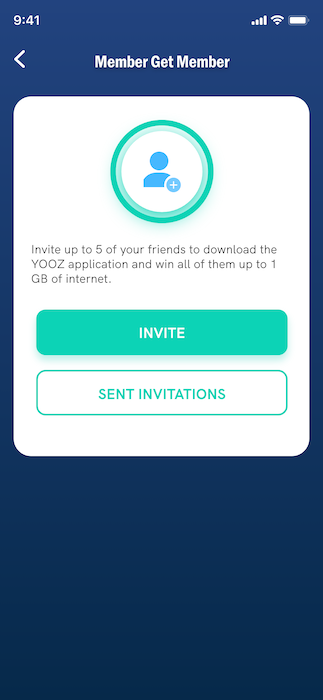 9:41
Member Get Member
Invite up to 5 of your friends to download the
YOOZ application and win all of them up to 1
GB of internet.
INVITE
SENT INVITATIONS